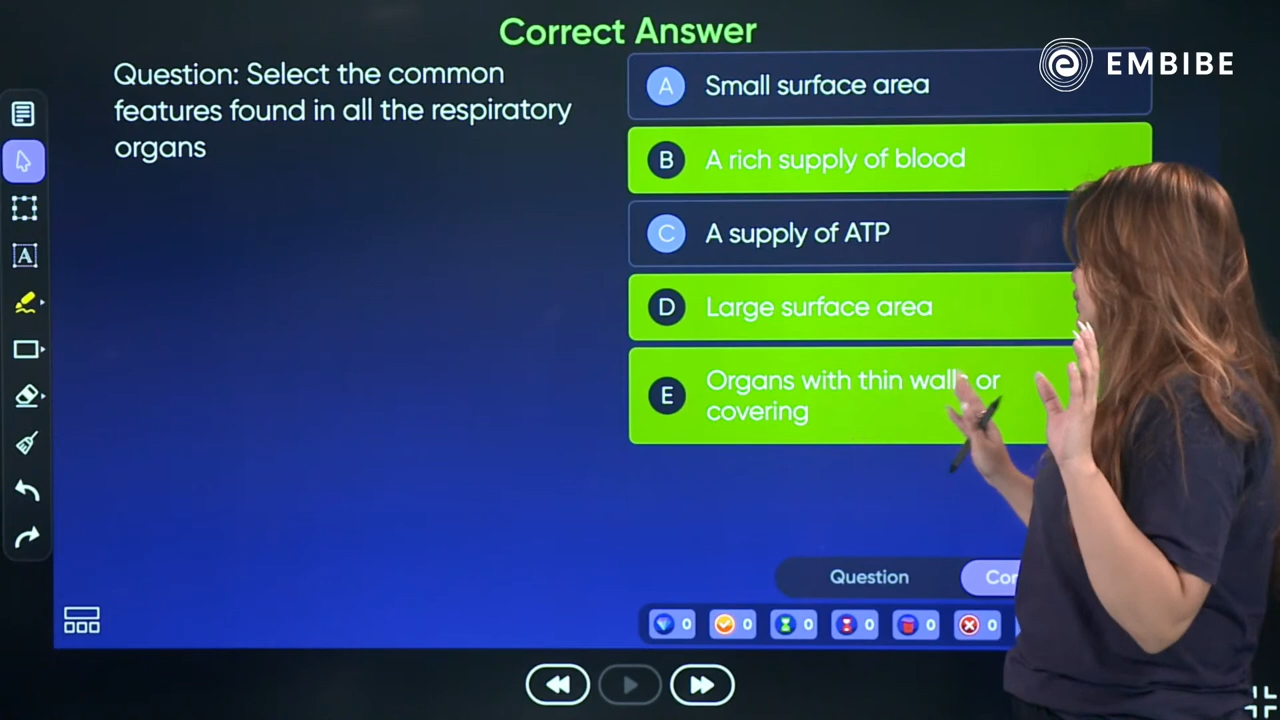 Correct Answer
Question: Select the common
features found in all the respiratory
organs
A Small surface area
B A rich supply of blood
C A supply of ATP
D Large surface area
E Organs with thin walls or
covering
EMBIBE
A
Question
0 0 0 0 0 0